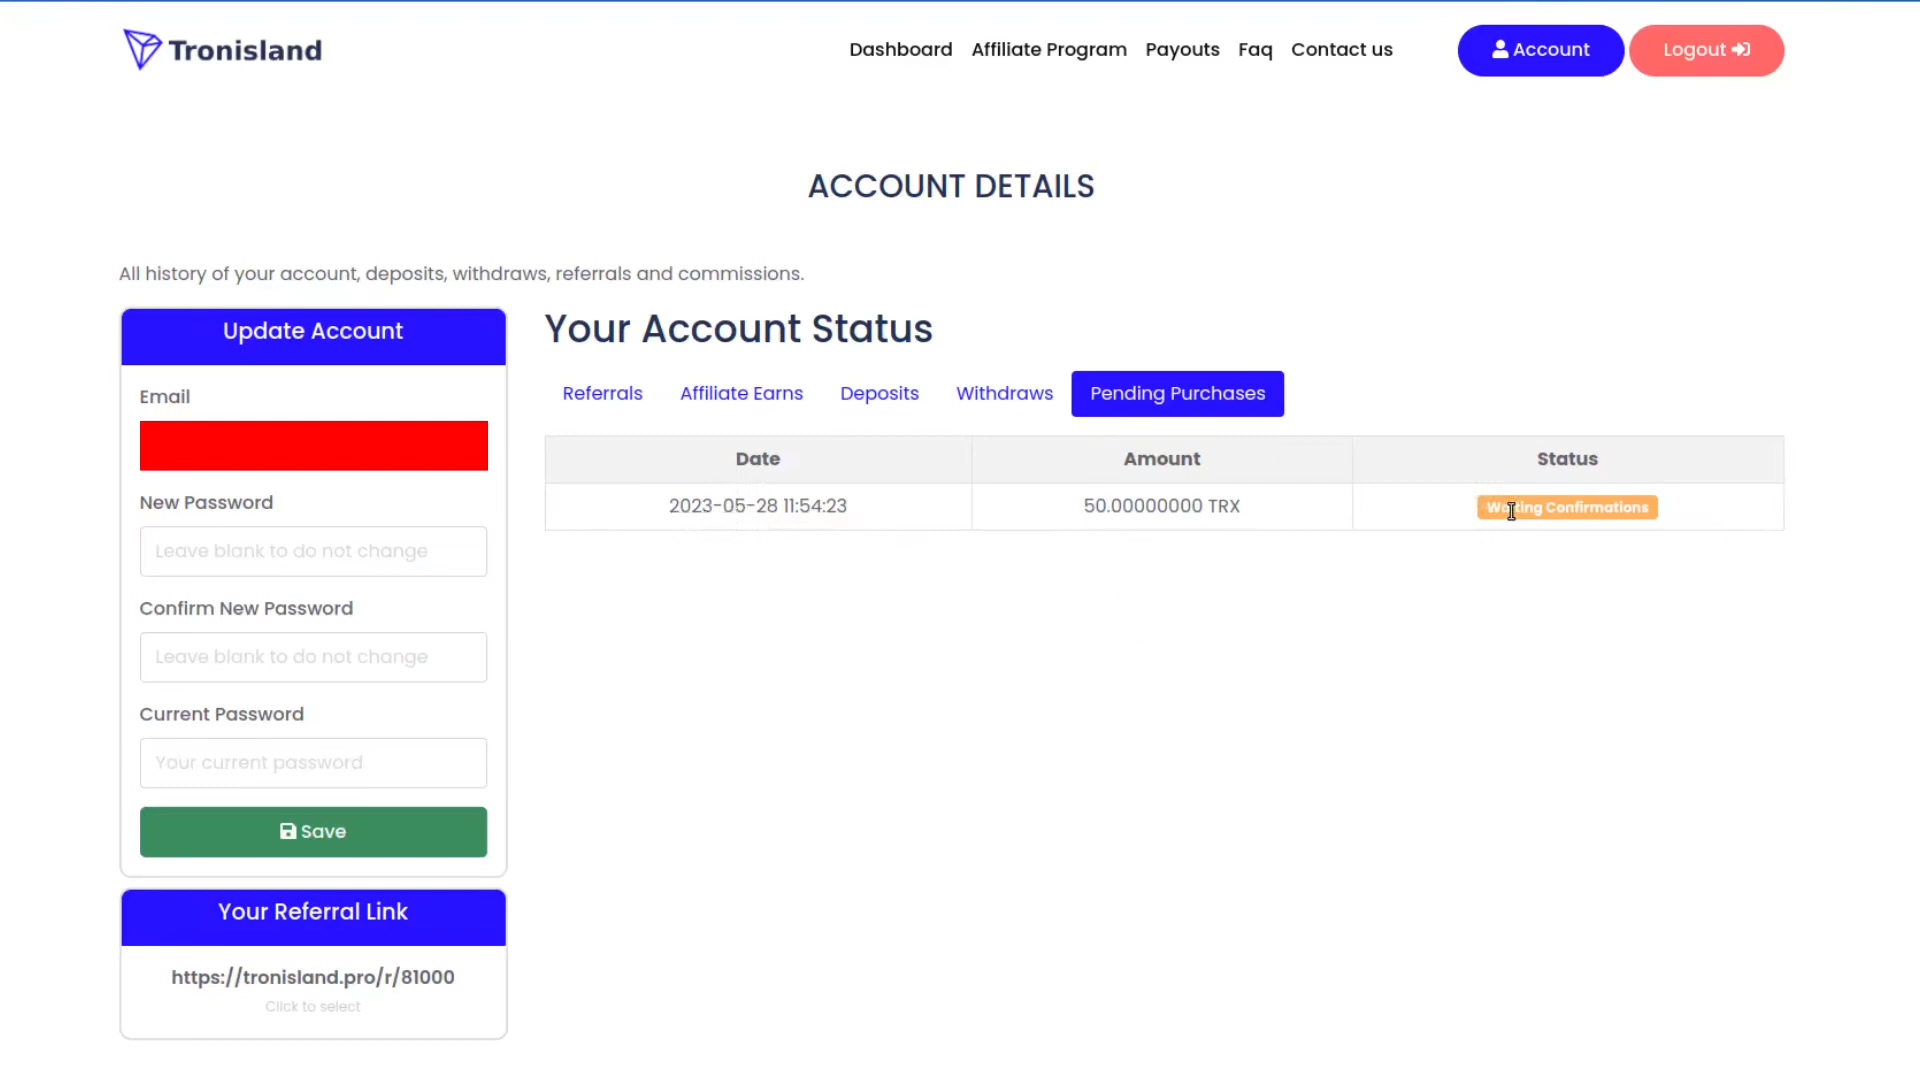 Tronisland
Dashboard Affiliate Program Payouts Faq Contact us Account Logout
ACCOUNT DETAILS
All history of your account, deposits, withdraws, referrals and commissions.
Update Account
Email
New Password
Leave blank to do not change
Confirm New Password
Leave blank to do not change
Current Password
Your current password
Save
Your Referral Link
https://tronisland.pro/r/81000
Click to select
Your Account Status
Referrals Affiliate Earns Deposits Withdraws Pending Purchases
Date Amount Status
2023-05-28 11:54:23 50.00000000 TRX Waiting Confirmations